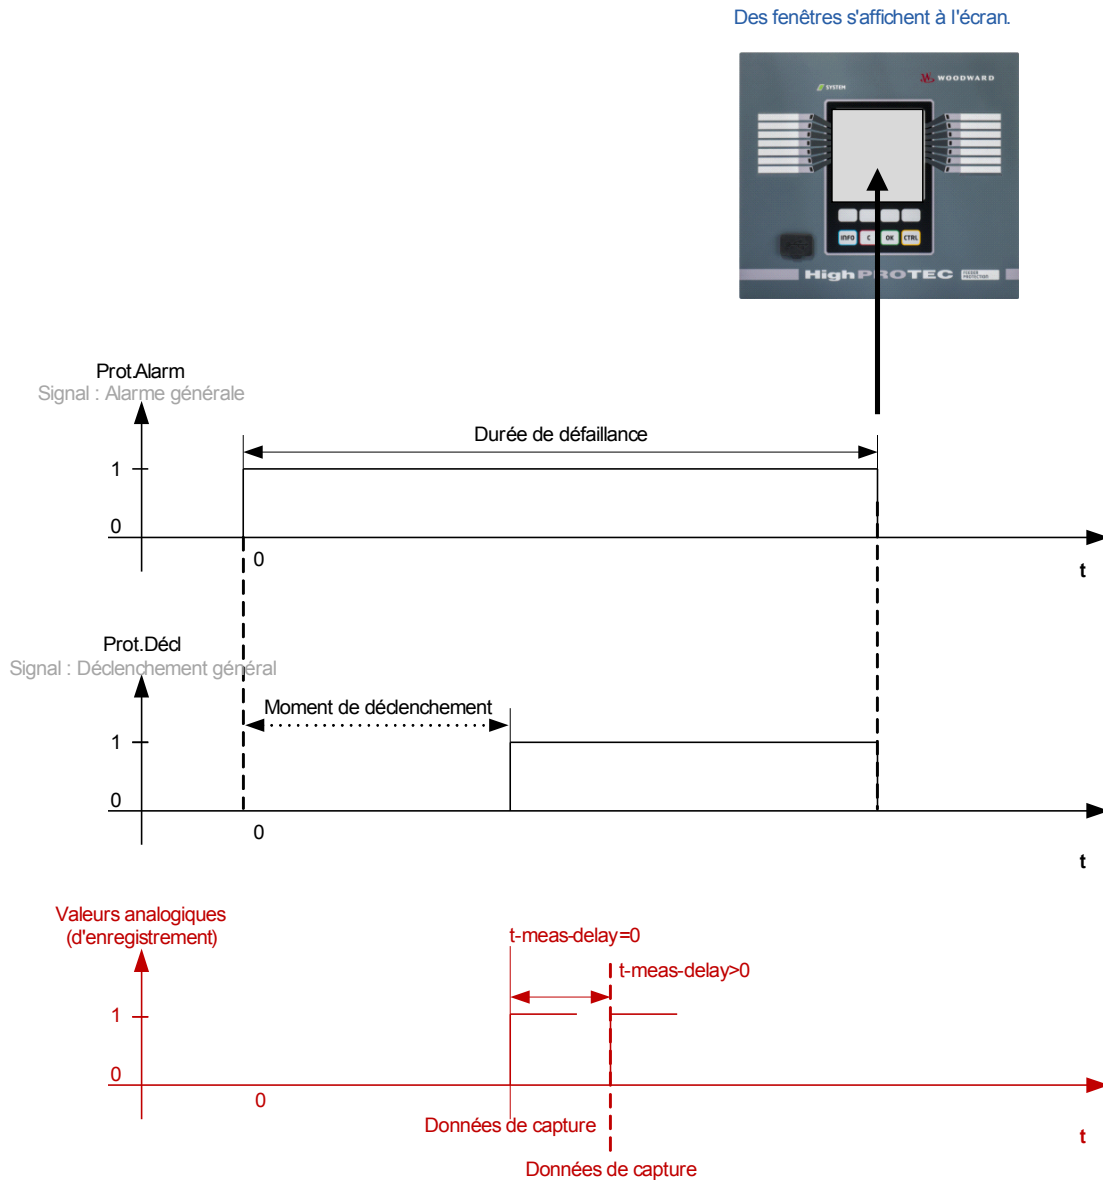 Des fenêtres s'affichent à l'écran.
WOODWARD
SYSTEM
INFO C OK CTRL
HighPROTEC
Prot.Alarm
Signal : Alarme générale
Durée de défaillance
1
0
0
t
Prot.Décl
Signal : Déclenchement général
Moment de déclenchement
1
0
0
t
Valeurs analogiques
(d'enregistrement)
t-meas-delay=0
t-meas-delay>0
1
0
0
Données de capture
t
Données de capture